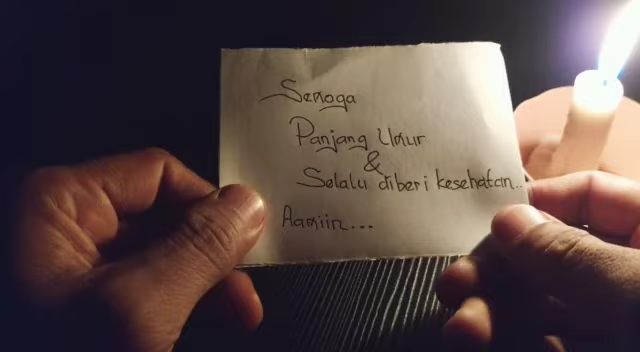 Semoga
Panjang Umur
&
Selalu diberi kesehatan..
Aamiin...